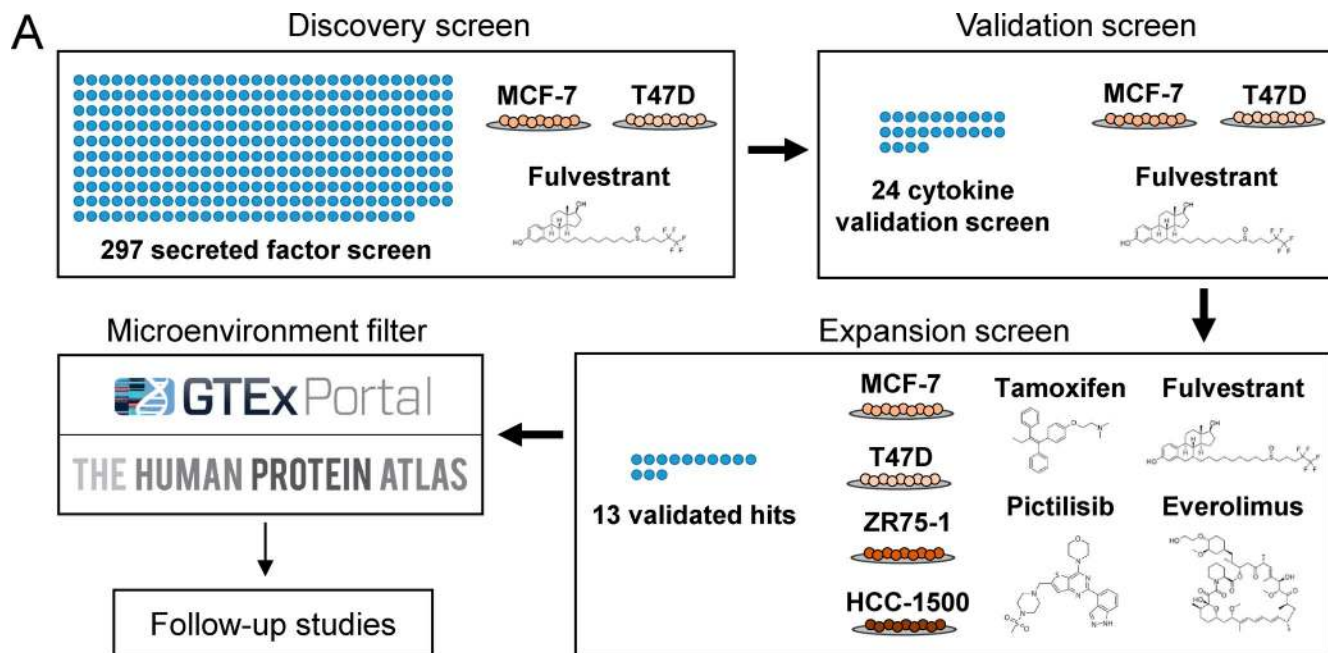 A
Discovery screen
MCF-7
T47D
Fulvestrant
297 secreted factor screen
Validation screen
MCF-7
T47D
24 cytokine
validation screen
Fulvestrant
Expansion screen
13 validated hits
MCF-7
T47D
ZR75-1
HCC-1500
Tamoxifen
Fulvestrant
Pictilisib
Everolimus
Microenvironment filter
GTEx Portal
THE HUMAN PROTEIN ATLAS
Follow-up studies